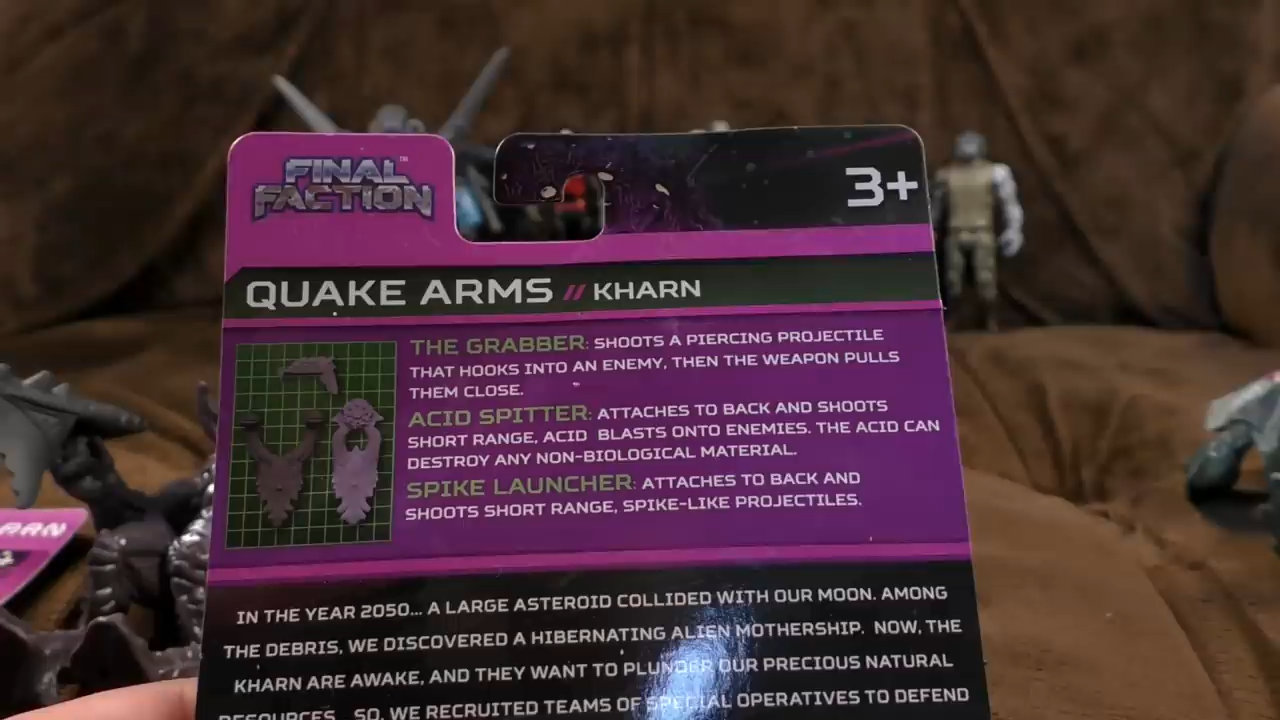 FINAL
FACTION™
3+
QUAKE ARMS // KHARN
THE GRABBER: SHOOTS A PIERCING PROJECTILE
THAT HOOKS INTO AN ENEMY, THEN THE WEAPON PULLS
THEM CLOSE.
ACID SPITTER: ATTACHES TO BACK AND SHOOTS
SHORT RANGE, ACID BLASTS ONTO ENEMIES. THE ACID CAN
DESTROY ANY NON-BIOLOGICAL MATERIAL.
SPIKE LAUNCHER: ATTACHES TO BACK AND
SHOOTS SHORT RANGE, SPIKE-LIKE PROJECTILES.
IN THE YEAR 2050... A LARGE ASTEROID COLLIDED WITH OUR MOON. AMONG
THE DEBRIS, WE DISCOVERED A HIBERNATING ALIEN MOTHERSHIP. NOW, THE
KHARN ARE AWAKE, AND THEY WANT TO PLUNDER OUR PRECIOUS NATURAL
RESOURCES. SO, WE RECRUITED TEAMS OF SPECIAL OPERATIVES TO DEFEND